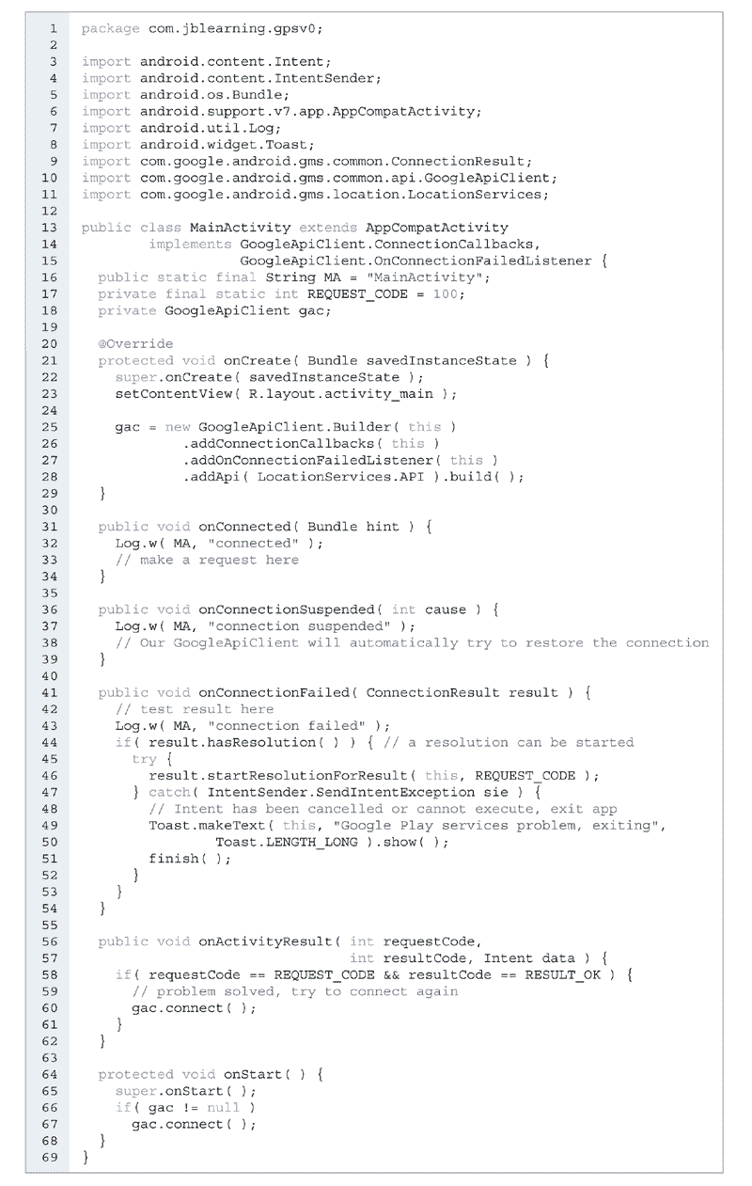 1 package com.jblearning.gpsv0;
2
3 import android.content.Intent;
4 import android.content.IntentSender;
5 import android.os.Bundle;
6 import android.support.v7.app.AppCompatActivity;
7 import android.util.Log;
8 import android.widget.Toast;
9 import com.google.android.gms.common.ConnectionResult;
10 import com.google.android.gms.common.api.GoogleApiClient;
11 import com.google.android.gms.location.LocationServices;
12
13 public class MainActivity extends AppCompatActivity
14         implements GoogleApiClient.ConnectionCallbacks,
15                    GoogleApiClient.OnConnectionFailedListener {
16   public static final String MA = "MainActivity";
17   private final static int REQUEST_CODE = 100;
18   private GoogleApiClient gac;
19
20   @Override
21   protected void onCreate( Bundle savedInstanceState ) {
22     super.onCreate( savedInstanceState );
23     setContentView( R.layout.activity_main );
24
25     gac = new GoogleApiClient.Builder( this )
26             .addConnectionCallbacks( this )
27             .addOnConnectionFailedListener( this )
28             .addApi( LocationServices.API ).build( );
29   }
30
31   public void onConnected( Bundle hint ) {
32     Log.w( MA, "connected" );
33     // make a request here
34   }
35
36   public void onConnectionSuspended( int cause ) {
37     Log.w( MA, "connection suspended" );
38     // Our GoogleApiClient will automatically try to restore the connection
39   }
40
41   public void onConnectionFailed( ConnectionResult result ) {
42     // test result here
43     Log.w( MA, "connection failed" );
44     if( result.hasResolution( ) ) { // a resolution can be started
45       try {
46         result.startResolutionForResult( this, REQUEST_CODE );
47       } catch( IntentSender.SendIntentException sie ) {
48         // Intent has been cancelled or cannot execute, exit app
49         Toast.makeText( this, "Google Play services problem, exiting",
50                 Toast.LENGTH_LONG ).show( );
51         finish( );
52       }
53     }
54   }
55
56   public void onActivityResult( int requestCode,
57                                 int resultCode, Intent data ) {
58     if( requestCode == REQUEST_CODE && resultCode == RESULT_OK ) {
59       // problem solved, try to connect again
60       gac.connect( );
61     }
62   }
63
64   protected void onStart( ) {
65     super.onStart( );
66     if( gac != null )
67       gac.connect( );
68   }
69 }